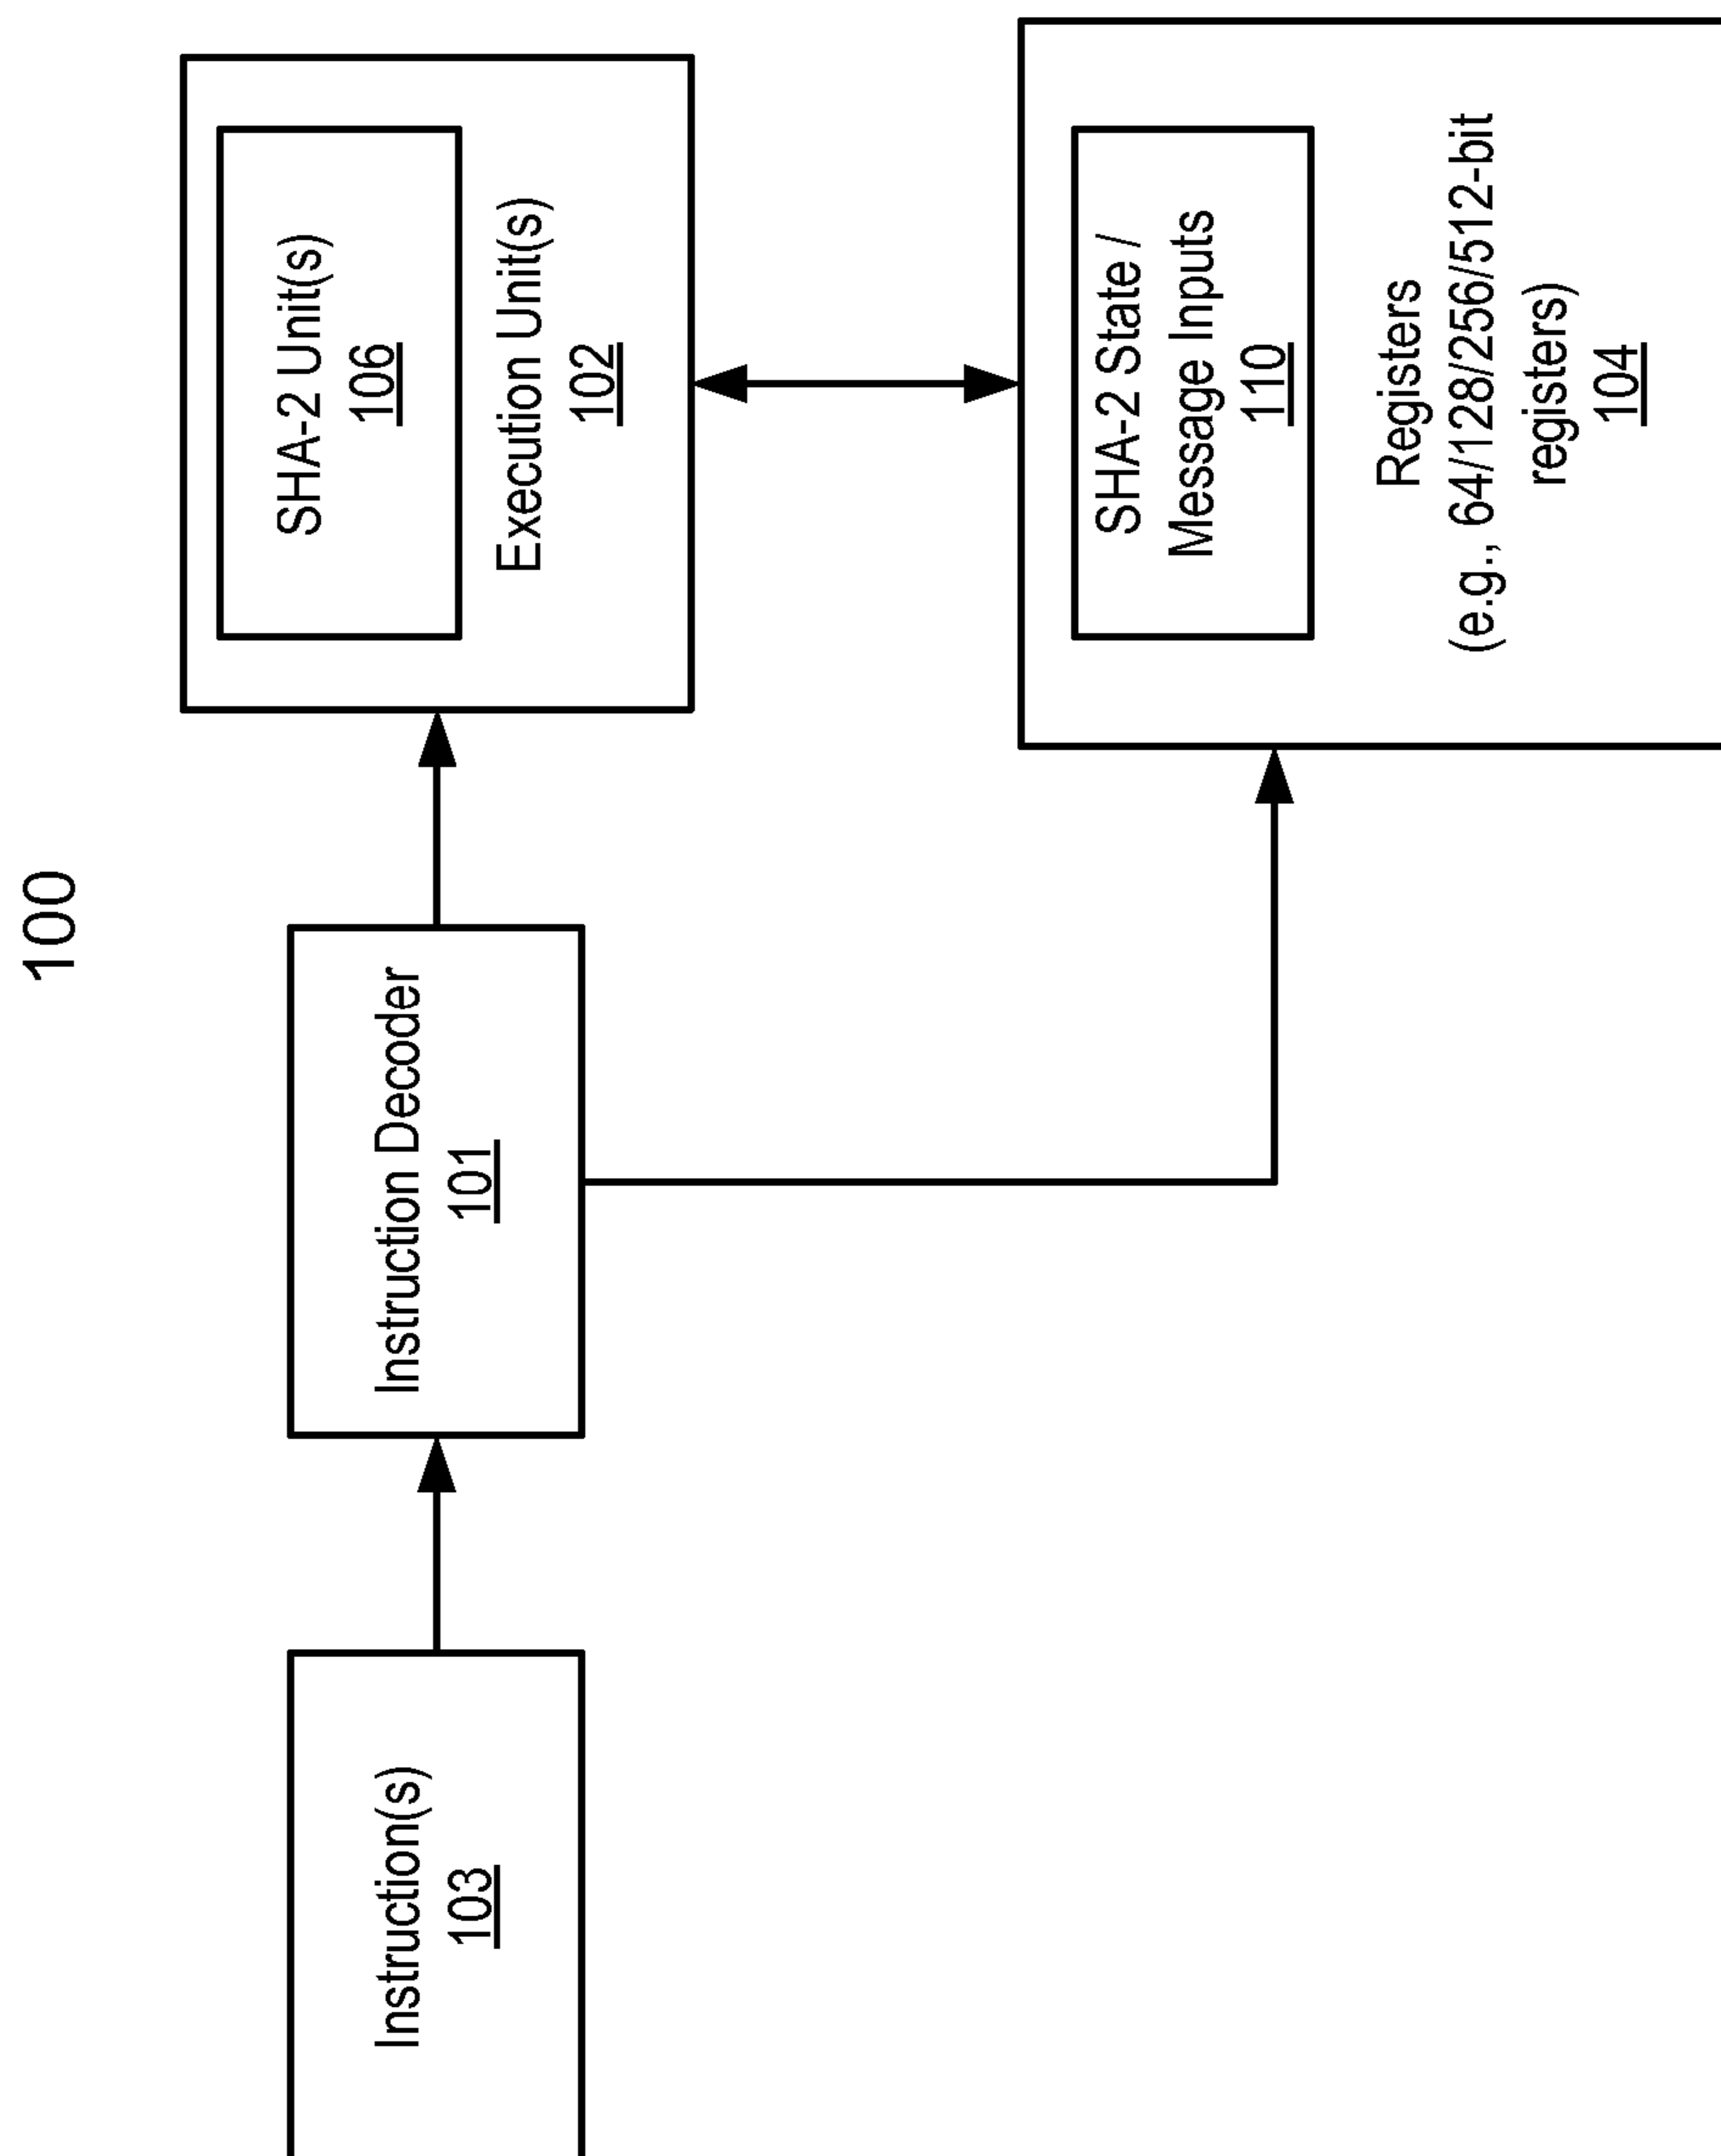 100
Instruction(s)
103
Instruction Decoder
101
SHA-2 Unit(s)
106
Execution Unit(s)
102
SHA-2 State /
Message Inputs
110
Registers
(e.g., 64/128/256/512-bit
registers)
104